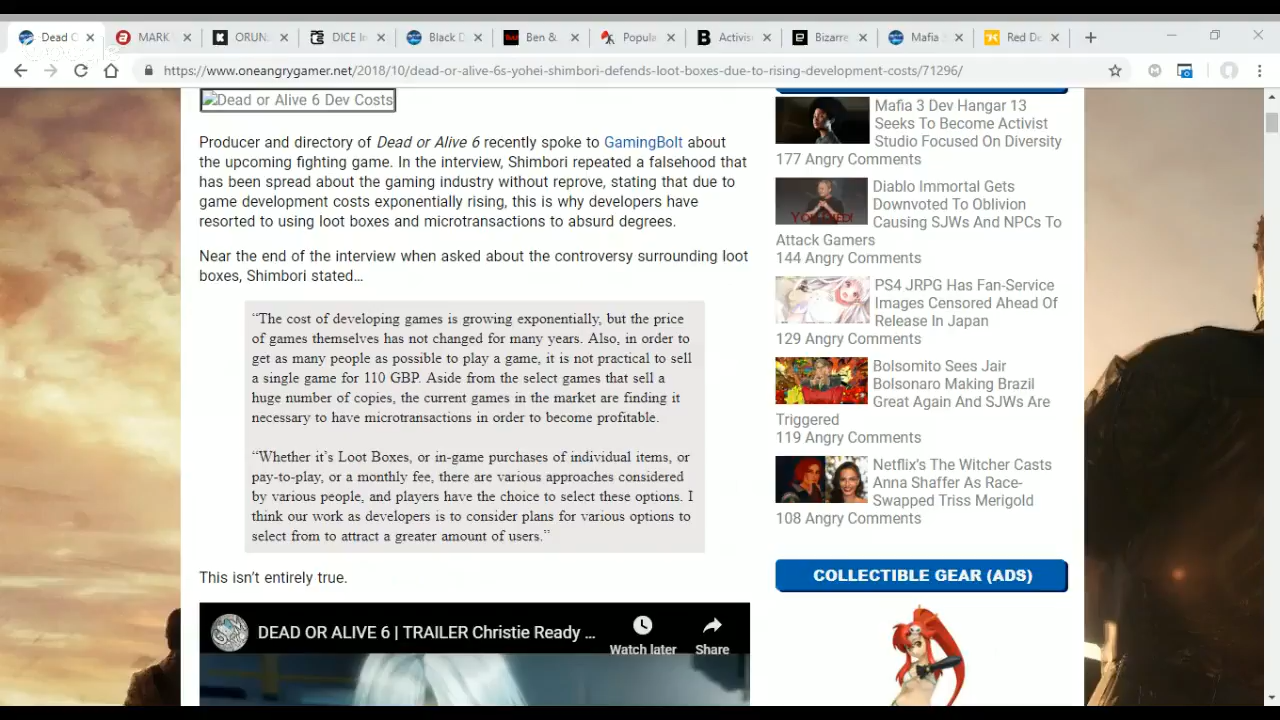 Dead O
MARK
ORUN
DICE In
Black D
Ben &
Popula
Activis
Bizarre
Mafia
Red De
https://www.oneangrygamer.net/2018/10/dead-or-alive-6s-yohei-shimbori-defends-loot-boxes-due-to-rising-development-costs/71296/
Dead or Alive 6 Dev Costs
Producer and directory of Dead or Alive 6 recently spoke to GamingBolt about
the upcoming fighting game. In the interview, Shimbori repeated a falsehood that
has been spread about the gaming industry without reprove, stating that due to
game development costs exponentially rising, this is why developers have
resorted to using loot boxes and microtransactions to absurd degrees.
Near the end of the interview when asked about the controversy surrounding loot
boxes, Shimbori stated…
“The cost of developing games is growing exponentially, but the price
of games themselves has not changed for many years. Also, in order to
get as many people as possible to play a game, it is not practical to sell
a single game for 110 GBP. Aside from the select games that sell a
huge number of copies, the current games in the market are finding it
necessary to have microtransactions in order to become profitable.
“Whether it’s Loot Boxes, or in-game purchases of individual items, or
pay-to-play, or a monthly fee, there are various approaches considered
by various people, and players have the choice to select these options. I
think our work as developers is to consider plans for various options to
select from to attract a greater amount of users.”
This isn’t entirely true.
DEAD OR ALIVE 6 | TRAILER Christie Ready ...
Watch later
Share
Mafia 3 Dev Hangar 13
Seeks To Become Activist
Studio Focused On Diversity
177 Angry Comments
YOU DIED!
Diablo Immortal Gets
Downvoted To Oblivion
Causing SJWs And NPCs To
Attack Gamers
144 Angry Comments
PS4 JRPG Has Fan-Service
Images Censored Ahead Of
Release In Japan
129 Angry Comments
Bolsomito Sees Jair
Bolsonaro Making Brazil
Great Again And SJWs Are
Triggered
119 Angry Comments
Netflix’s The Witcher Casts
Anna Shaffer As Race-
Swapped Triss Merigold
108 Angry Comments
COLLECTIBLE GEAR (ADS)